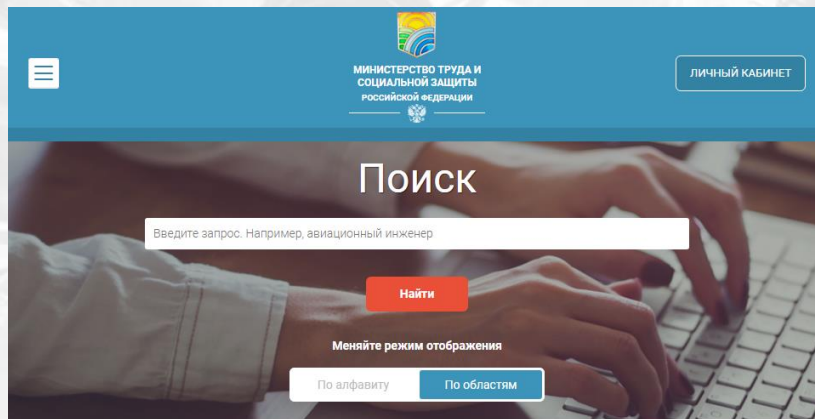 МИНИСТЕРСТВО ТРУДА И
СОЦИАЛЬНОЙ ЗАЩИТЫ
РОССИЙСКОЙ ФЕДЕРАЦИИ
ЛИЧНЫЙ КАБИНЕТ
Поиск
Введите запрос. Например, авиационный инженер
Найти
Меняйте режим отображения
По алфавиту
По областям